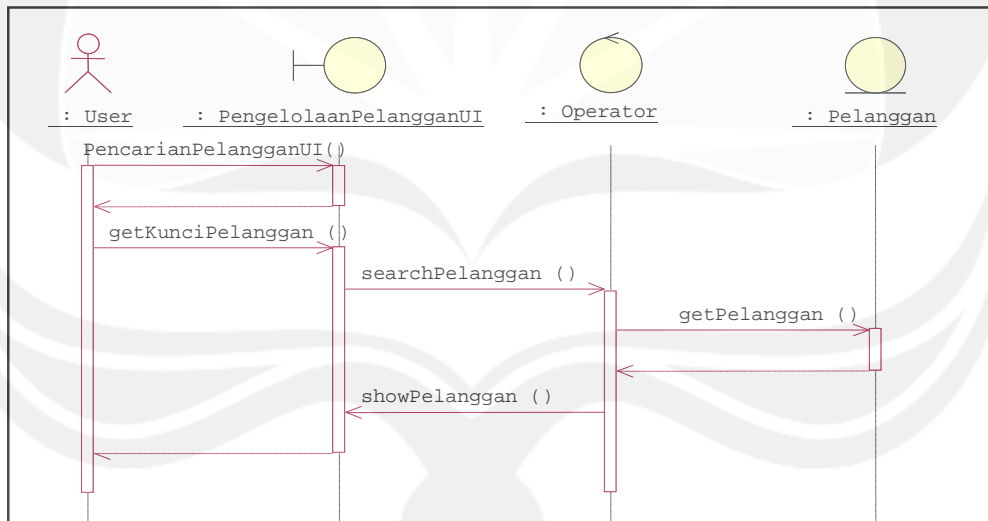 : User
: PengelolaanPelangganUI
: Operator
: Pelanggan
PencarianPelangganUI()
getKunciPelanggan ()
searchPelanggan ()
getPelanggan ()
showPelanggan ()